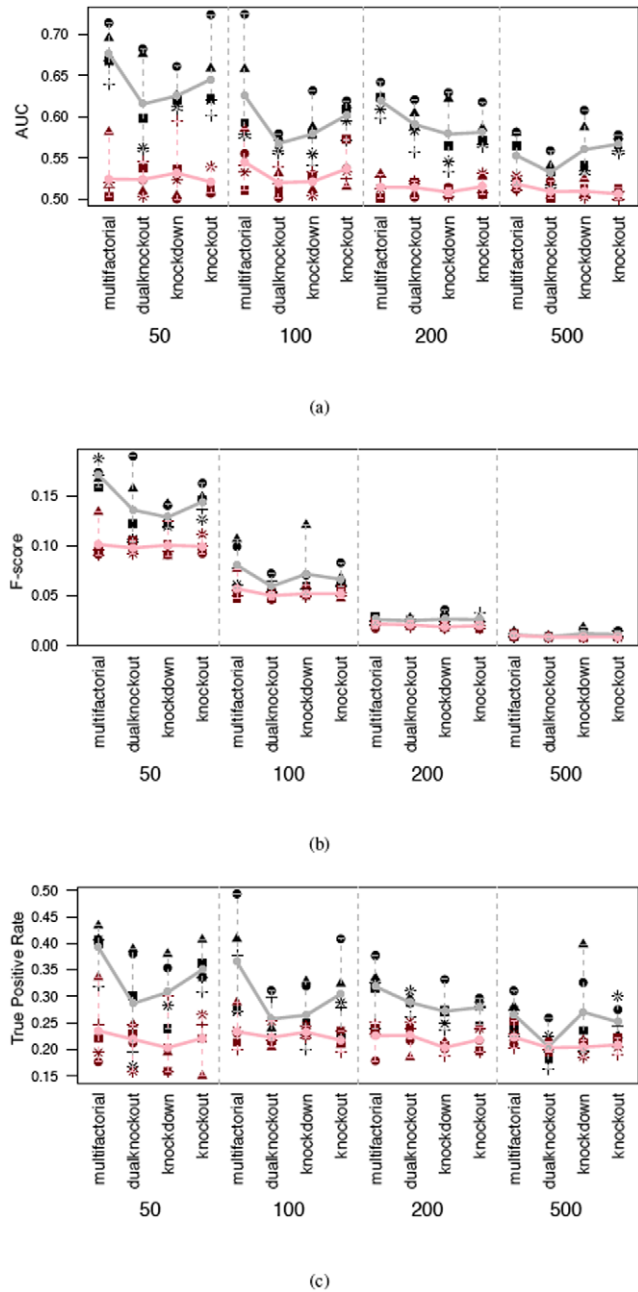 0.70
0.65
0.60
0.55
0.50
AUC
multifactorial
dualknockout
knockdown
knockout
multifactorial
dualknockout
knockdown
knockout
multifactorial
dualknockout
knockdown
knockout
multifactorial
dualknockout
knockdown
knockout
50
100
200
500
(a)
0.15
0.10
0.05
0.00
F-score
multifactorial
dualknockout
knockdown
knockout
multifactorial
dualknockout
knockdown
knockout
multifactorial
dualknockout
knockdown
knockout
multifactorial
dualknockout
knockdown
knockout
50
100
200
500
(b)
0.50
0.45
0.40
0.35
0.30
0.25
0.20
0.15
True Positive Rate
multifactorial
dualknockout
knockdown
knockout
multifactorial
dualknockout
knockdown
knockout
multifactorial
dualknockout
knockdown
knockout
multifactorial
dualknockout
knockdown
knockout
50
100
200
500
(c)